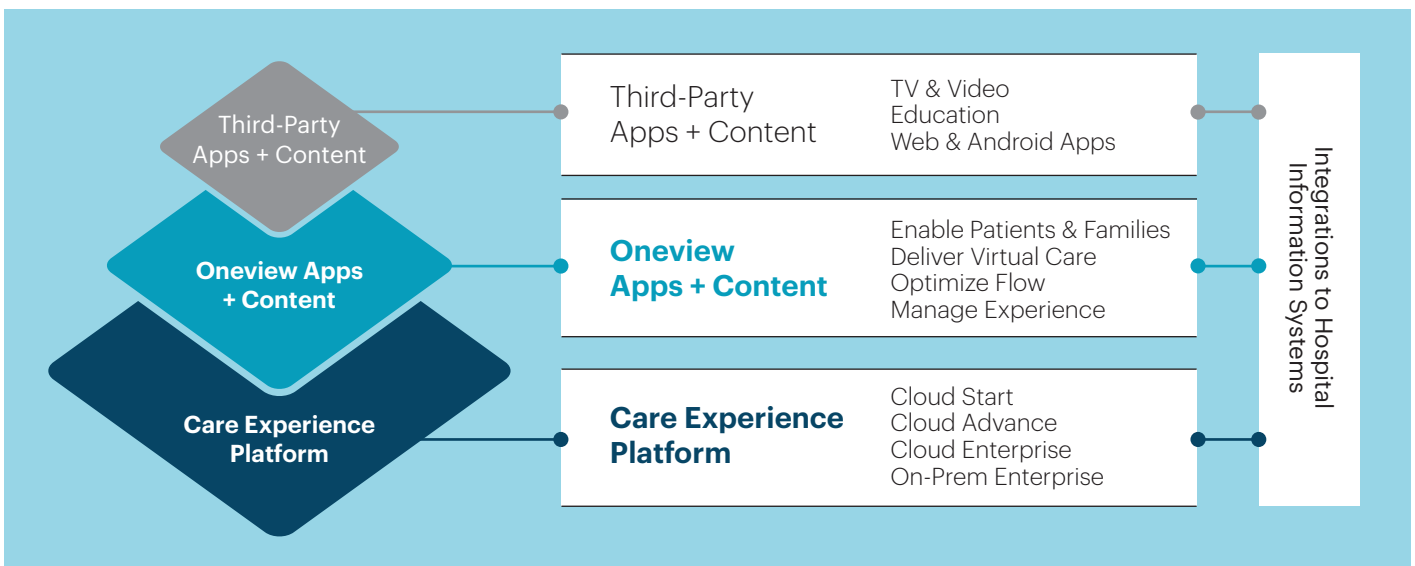 Third-Party
Apps + Content
Oneview Apps
+ Content
Care Experience
Platform
Third-Party
Apps + Content
TV & Video
Education
Web & Android Apps
Oneview
Apps + Content
Enable Patients & Families
Deliver Virtual Care
Optimize Flow
Manage Experience
Care Experience
Platform
Cloud Start
Cloud Advance
Cloud Enterprise
On-Prem Enterprise
Integrations to Hospital
Information Systems